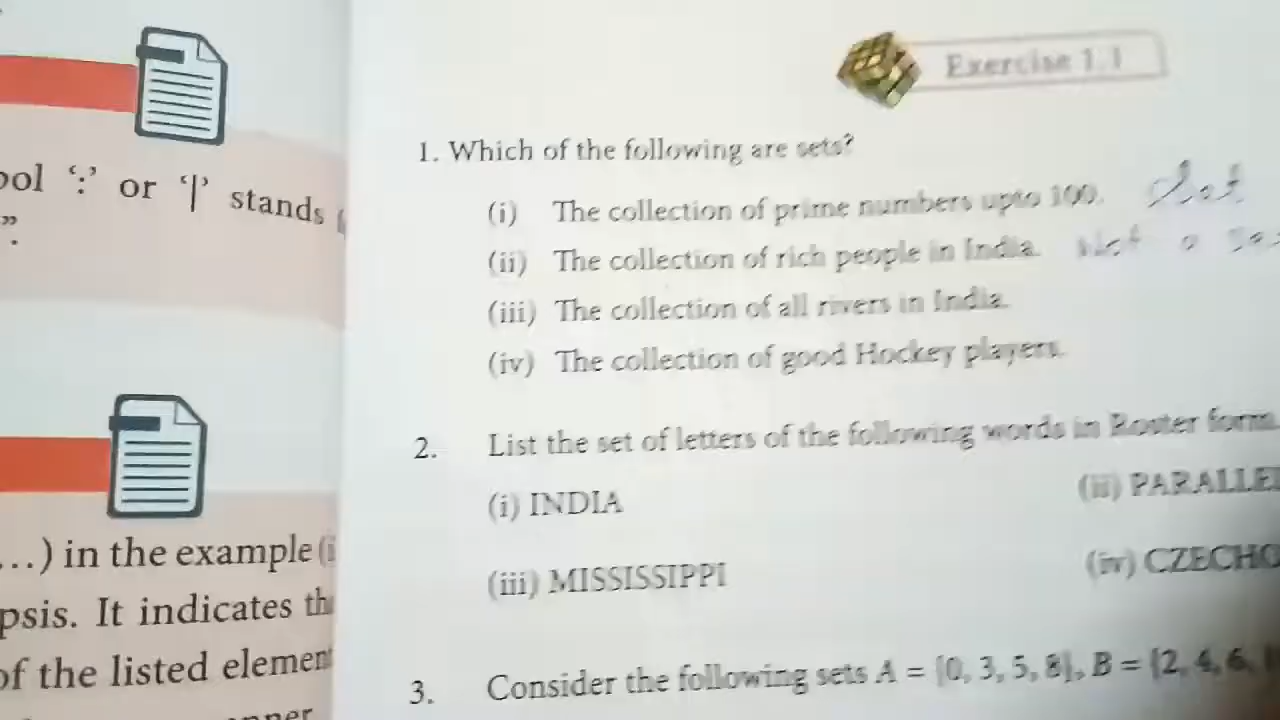 ool ‘:’ or ‘|’ stands
”.
...) in the example (i
psis. It indicates th
of the listed element
Exercise 1.1
1. Which of the following are sets?
(i) The collection of prime numbers upto 100. Set
(ii) The collection of rich people in India. Not a Se
(iii) The collection of all rivers in India.
(iv) The collection of good Hockey players.
2. List the set of letters of the following words in Roster form.
(i) INDIA (ii) PARALLEL
(iii) MISSISSIPPI (iv) CZECHO
3. Consider the following sets A = {0, 3, 5, 8}, B = {2, 4, 6,